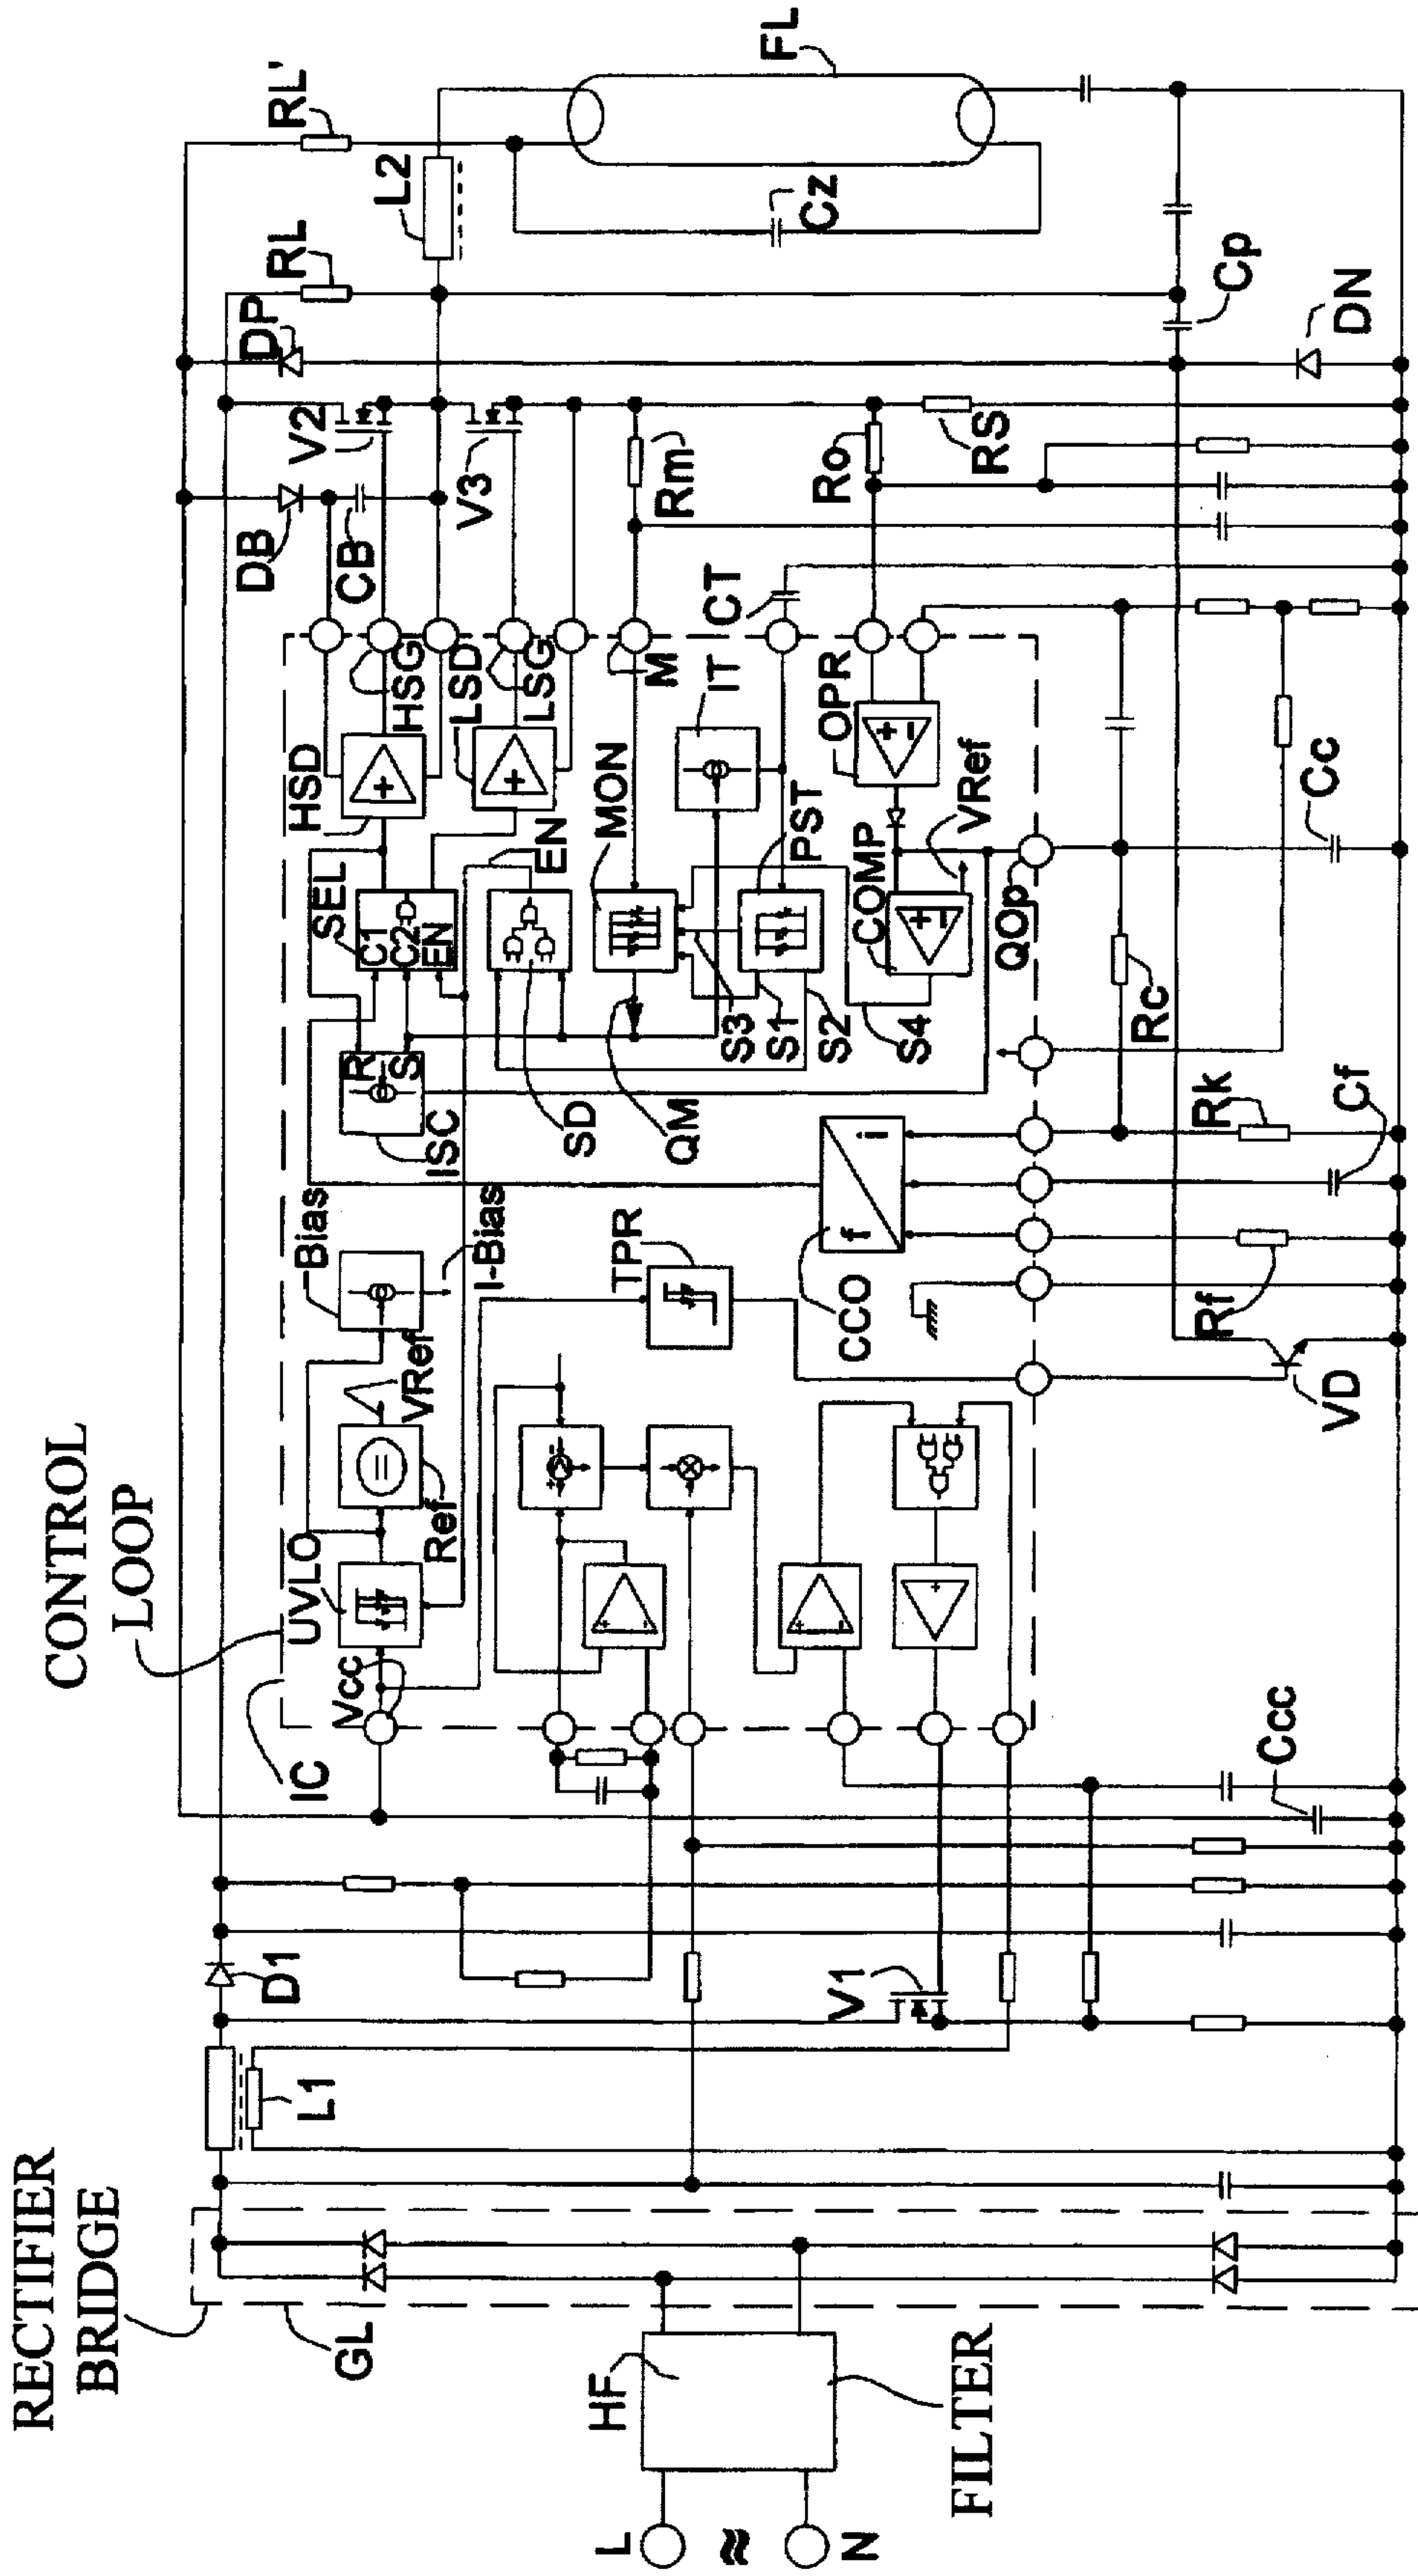 RECTIFIER
BRIDGE
GL
L
≈
N
HF
FILTER
L1
D1
V1
CONTROL
LOOP
IC
Vcc
UVLO
Ref
VRef
Bias
I-Bias
ISC
R
S
SEL
C1
C2
EN
HSD
HSG
LSD
LSG
EN
SD
MON
M
QM
S3
S1
S2
S4
IT
PST
OPR
COMP
VRef
QOp
TPR
CCO
f
i
DB
CB
V2
V3
DP
RL
L2
RL'
FL
Cz
Rm
CT
Ro
RS
Cp
DN
Cc
Rc
Rk
Cf
Rf
VD
Ccc